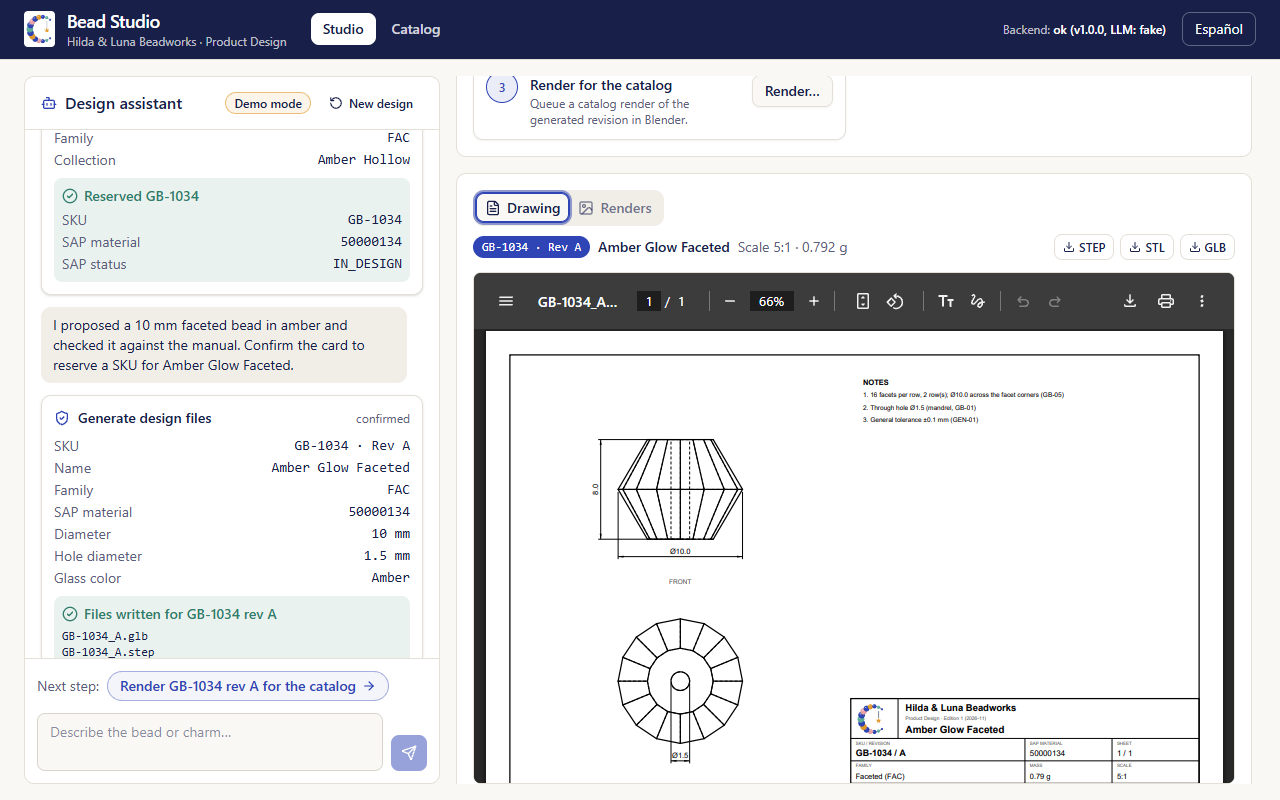 Bead Studio
Hilda & Luna Beadworks · Product Design
Studio
Catalog
Backend: ok (v1.0.0, LLM: fake)
Español
Design assistant
Demo mode
New design
Family FAC
Collection Amber Hollow
Reserved GB-1034
SKU GB-1034
SAP material 50000134
SAP status IN_DESIGN
I proposed a 10 mm faceted bead in amber and
checked it against the manual. Confirm the card to
reserve a SKU for Amber Glow Faceted.
Generate design files confirmed
SKU GB-1034 · Rev A
Name Amber Glow Faceted
Family FAC
SAP material 50000134
Diameter 10 mm
Hole diameter 1.5 mm
Glass color Amber
Files written for GB-1034 rev A
GB-1034_A.glb
GB-1034_A.step
Next step: Render GB-1034 rev A for the catalog
Describe the bead or charm...
3
Render for the catalog
Queue a catalog render of the
generated revision in Blender.
Render...
Drawing
Renders
GB-1034 · Rev A Amber Glow Faceted Scale 5:1 · 0.792 g
STEP
STL
GLB
GB-1034_A...
1 / 1
66%
NOTES
1. 16 facets per row, 2 row(s); Ø10.0 across the facet corners (GB-05)
2. Through hole Ø1.5 (mandrel, GB-01)
3. General tolerance ±0.1 mm (GEN-01)
8.0
Ø10.0
FRONT
Ø1.5
Hilda & Luna Beadworks
Product Design · Edition 1 (2026-11)
Amber Glow Faceted
SKU / REVISION
GB-1034 / A
SAP MATERIAL
50000134
SHEET
1 / 1
FAMILY
Faceted (FAC)
MASS
0.79 g
SCALE
5:1